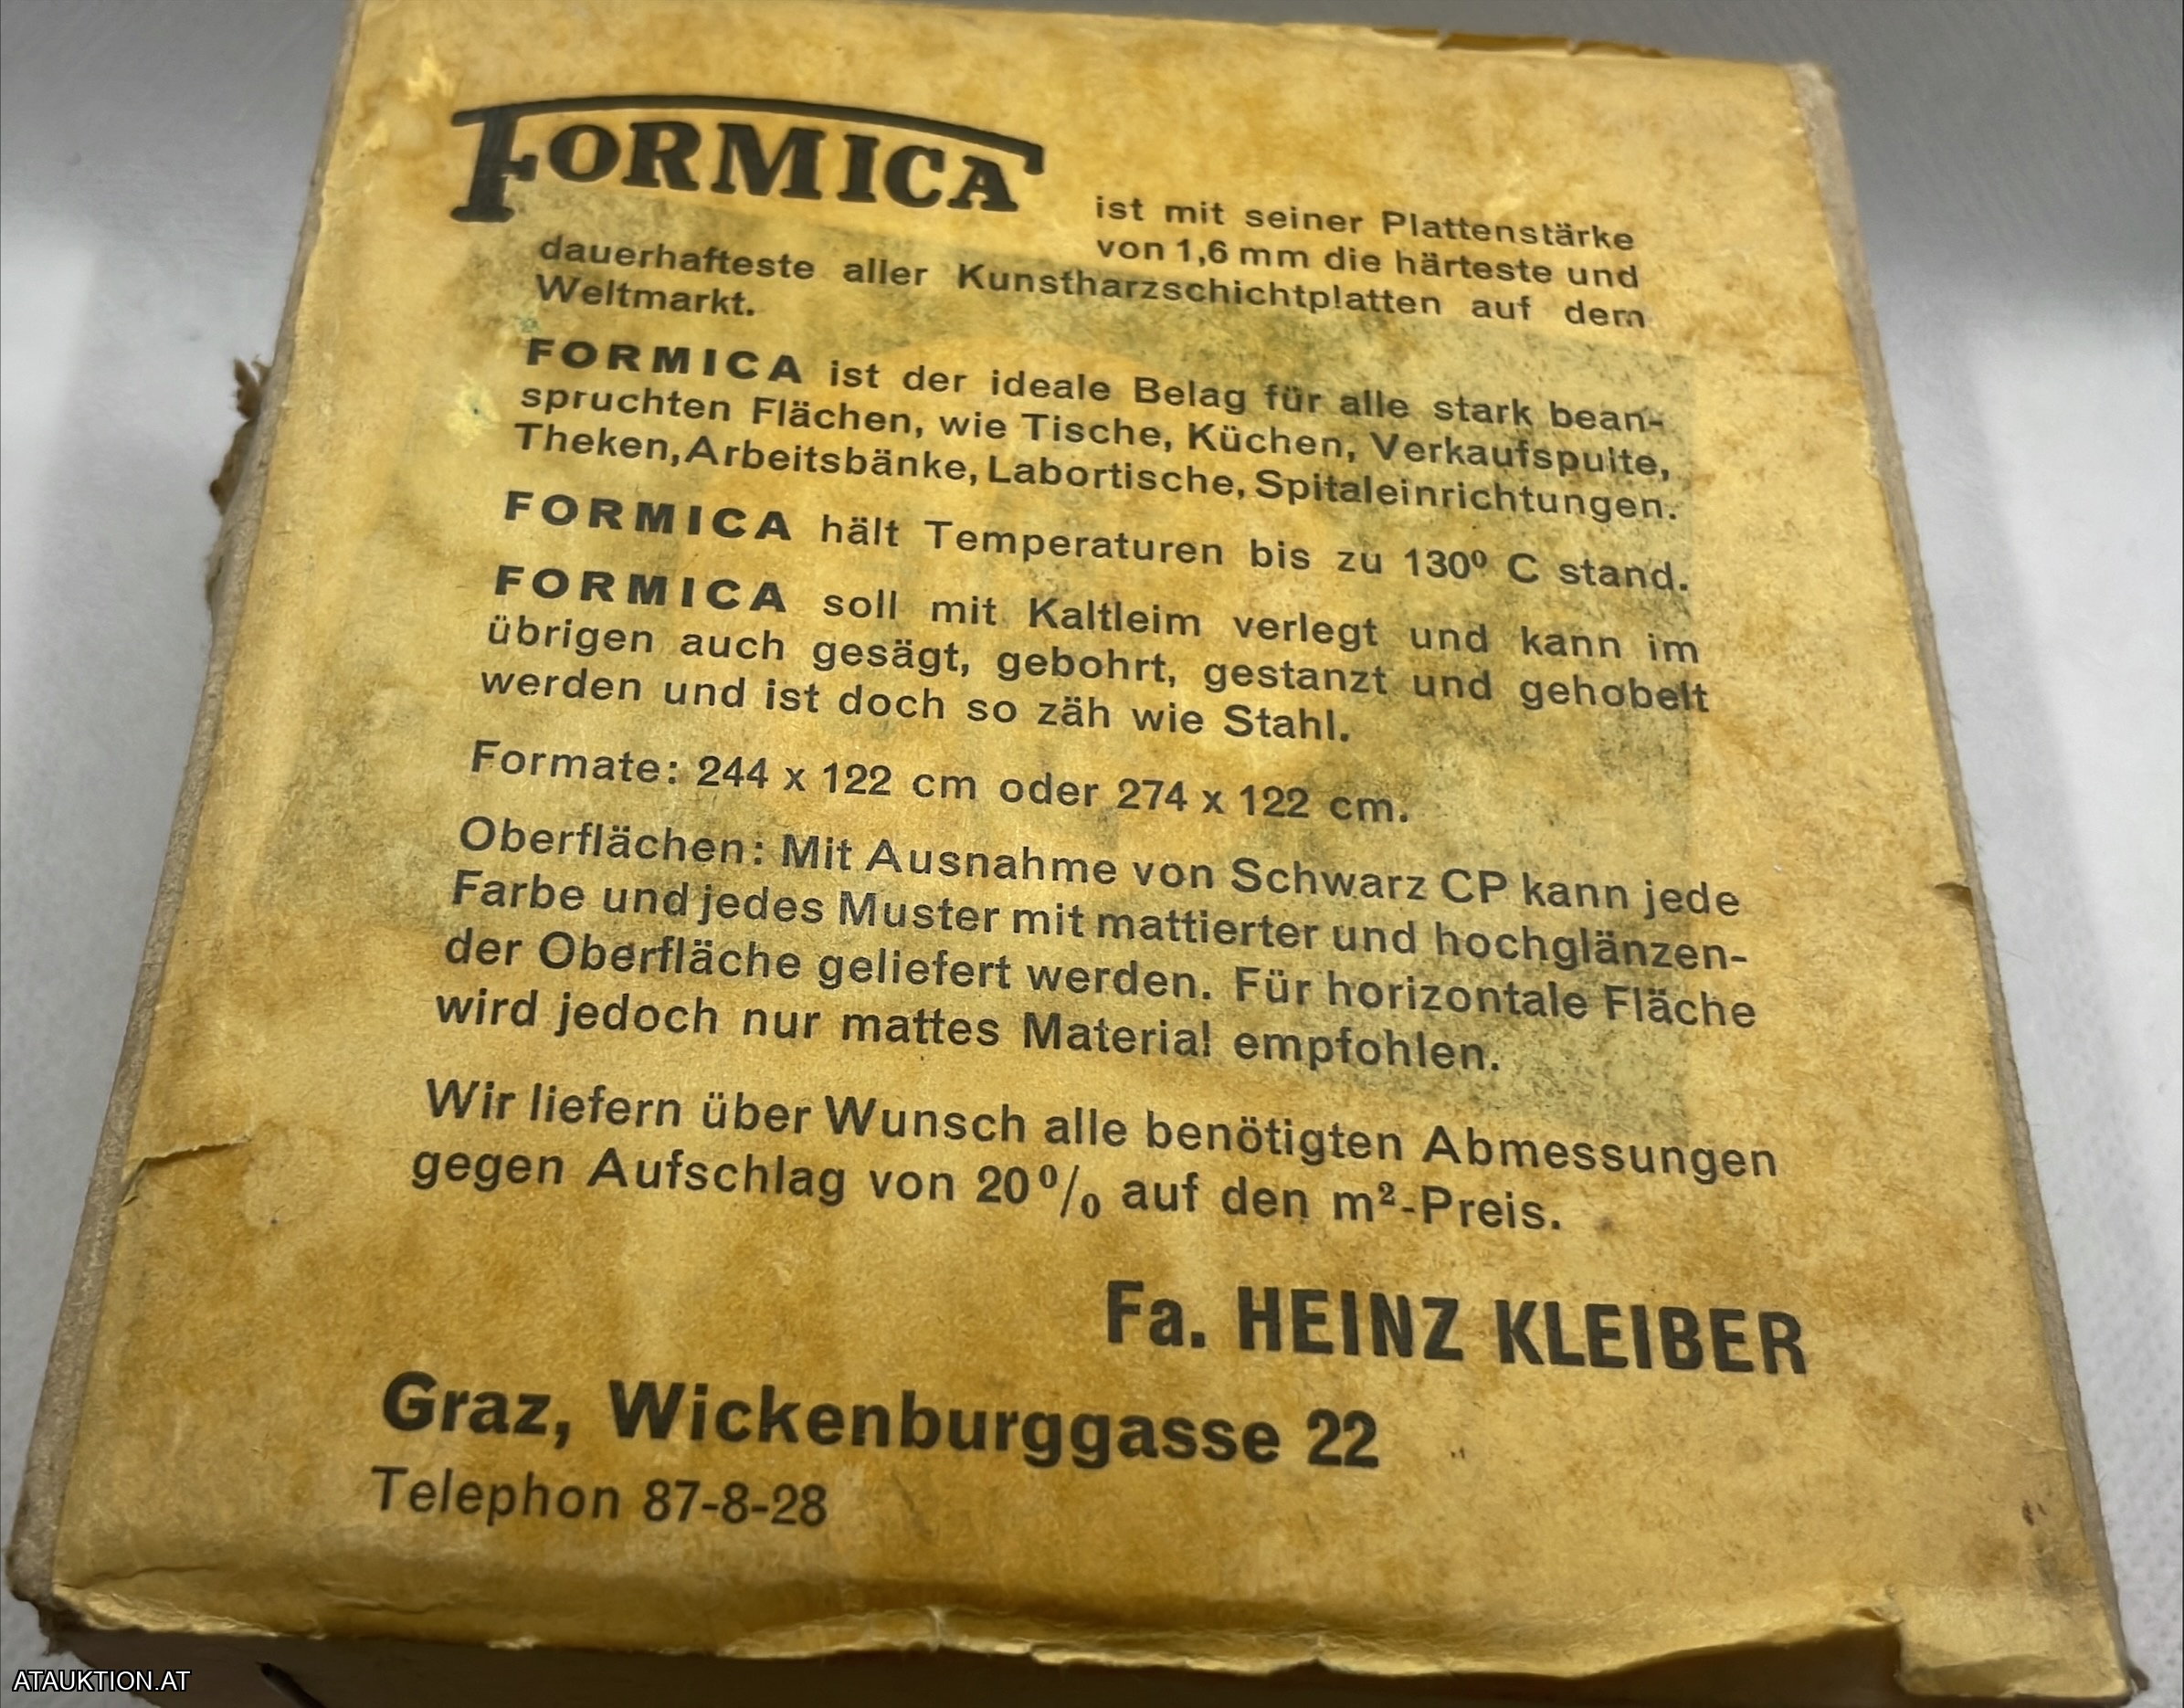 FORMICA
ist mit seiner Plattenstärke
von 1,6 mm die härteste und
dauerhafteste aller Kunstharzschichtplatten auf dem
Weltmarkt.
FORMICA ist der ideale Belag für alle stark bean-
spruchten Flächen, wie Tische, Küchen, Verkaufspulte,
Theken, Arbeitsbänke, Labortische, Spitaleinrichtungen.
FORMICA hält Temperaturen bis zu 130º C stand.
FORMICA soll mit Kaltleim verlegt und kann im
übrigen auch gesägt, gebohrt, gestanzt und gehobelt
werden und ist doch so zäh wie Stahl.
Formate: 244 x 122 cm oder 274 x 122 cm.
Oberflächen: Mit Ausnahme von Schwarz CP kann jede
Farbe und jedes Muster mit mattierter und hochglänzen-
der Oberfläche geliefert werden. Für horizontale Fläche
wird jedoch nur mattes Material empfohlen.
Wir liefern über Wunsch alle benötigten Abmessungen
gegen Aufschlag von 20% auf den m²-Preis.
Fa. HEINZ KLEIBER
Graz, Wickenburggasse 22
Telephon 87-8-28
ATAUKTION.AT